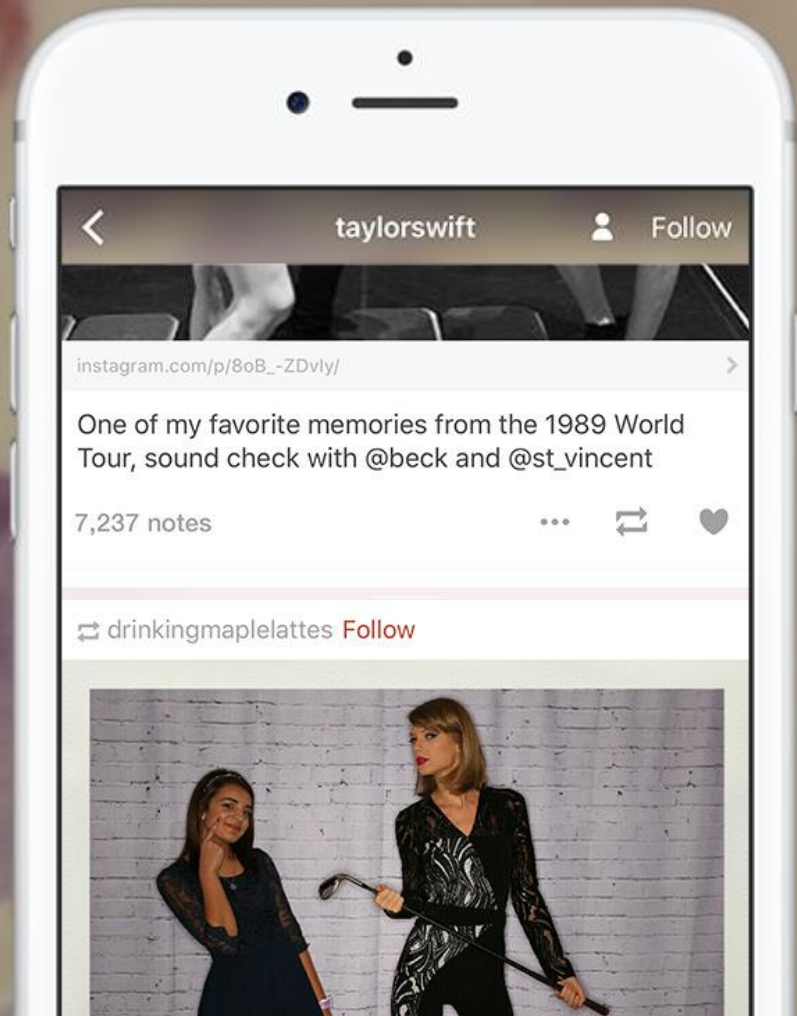 taylorswift Follow
instagram.com/p/8oB_-ZDvly/
One of my favorite memories from the 1989 World
Tour, sound check with @beck and @st_vincent
7,237 notes
drinkingmaplelattes Follow